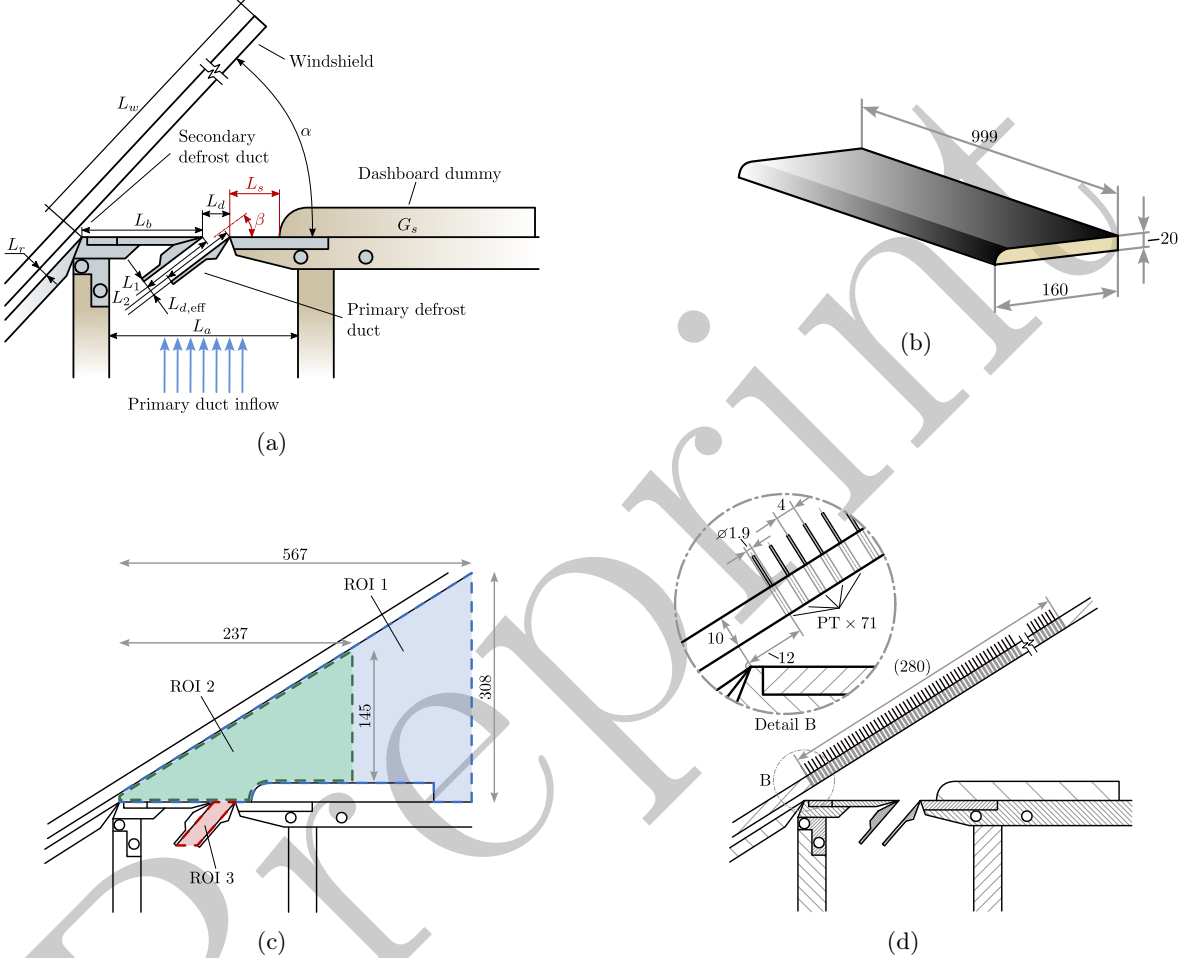 Windshield
L_w
α
Secondary
defrost duct
Dashboard dummy
L_s
L_d
L_b
β
G_s
L_r
L_1
L_2
L_d,eff
Primary defrost
duct
L_a
Primary duct inflow
(a)
999
20
160
(b)
567
ROI 1
237
ROI 2
145
308
ROI 3
(c)
4
⌀1.9
PT × 71
10
12
(280)
Detail B
B
(d)
Preprint